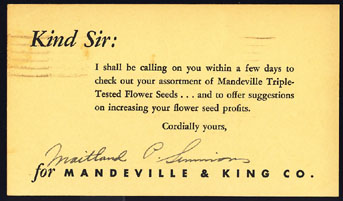 Kind Sir:
I shall be calling on you within a few days to
check out your assortment of Mandeville Triple-
Tested Flower Seeds . . . and to offer suggestions
on increasing your flower seed profits.
Cordially yours,
Maitland P Simmons
for MANDEVILLE & KING CO.